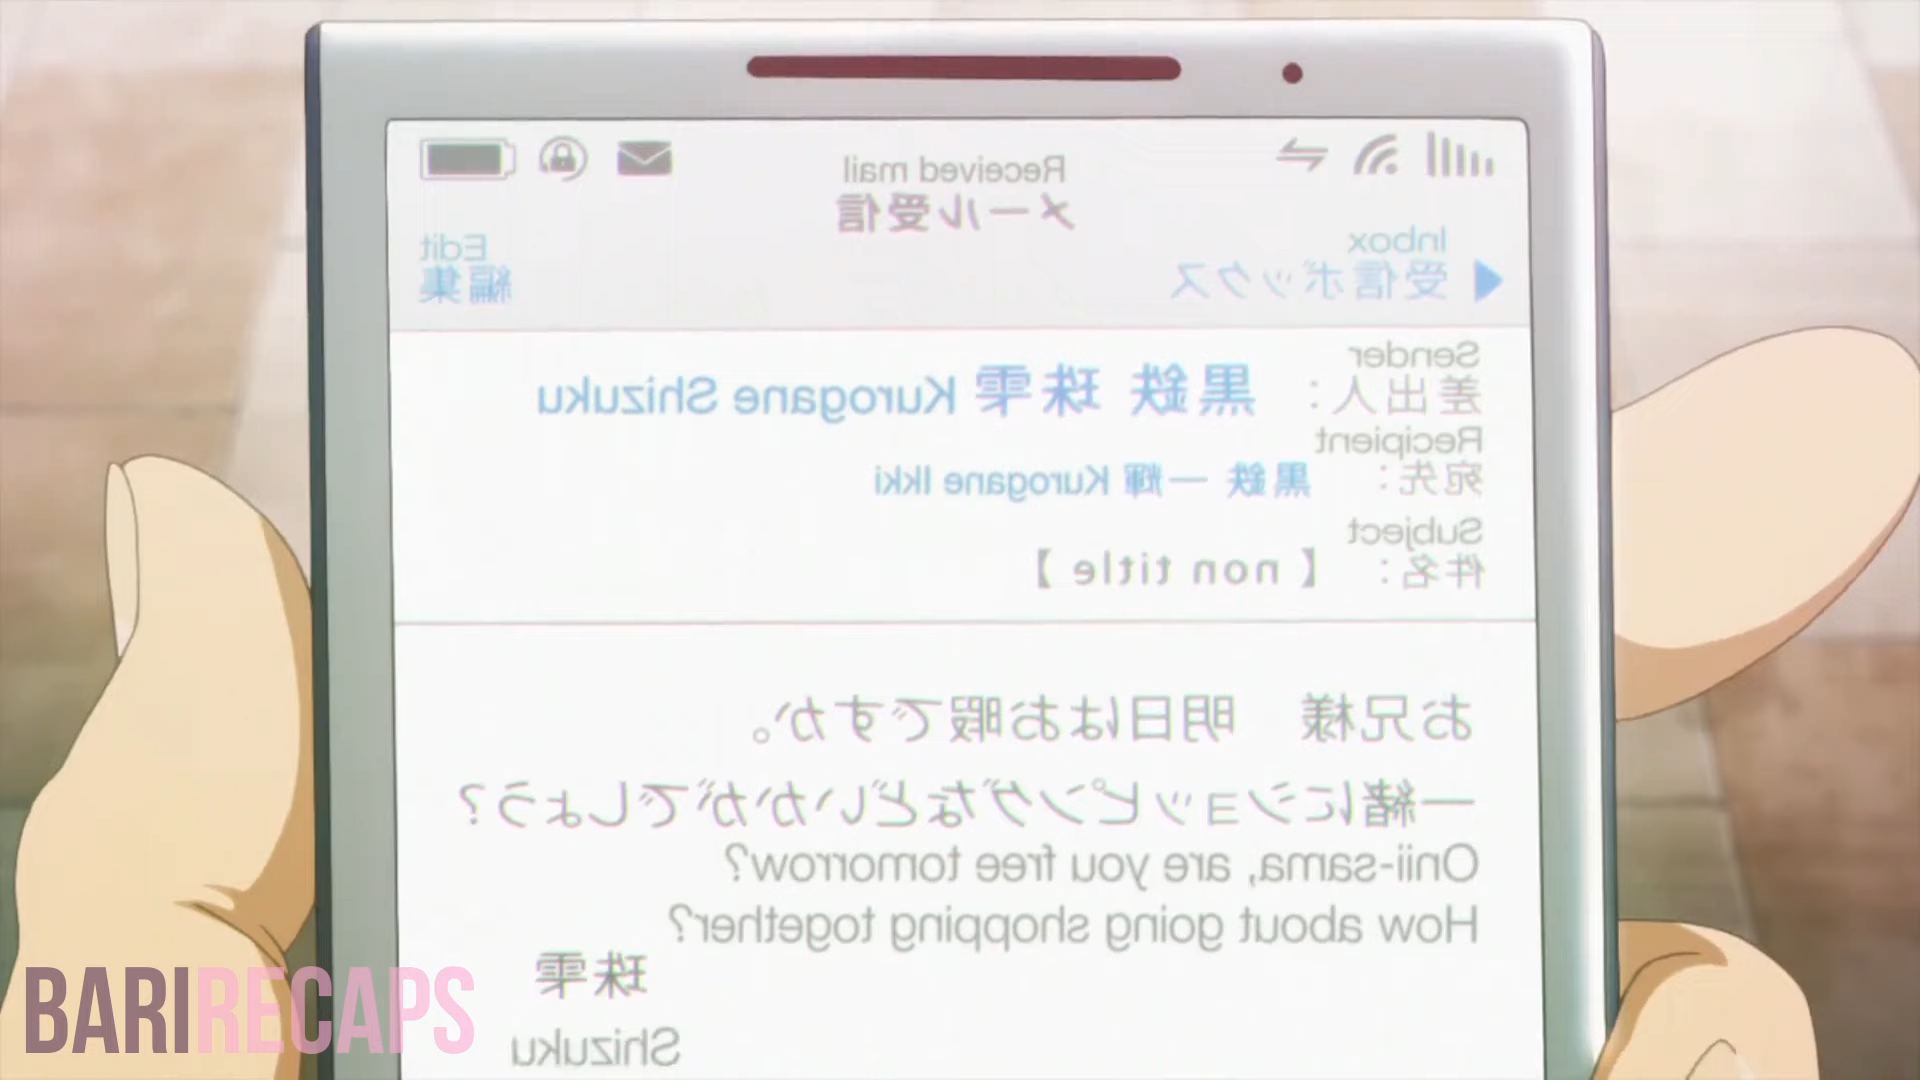 Received mail
メール受信
Inbox
受信ボックス
Edit
編集
Sender
差出人： 黒鉄 珠雫 Kurogane Shizuku
Recipient
宛先： 黒鉄 一輝 Kurogane Ikki
Subject
件名： 【 non title 】
お兄様　明日はお暇ですか。
一緒にショッピングなどいかがでしょう？
Onii-sama, are you free tomorrow?
How about going shopping together?
珠雫
Shizuku
BARIRECAPS